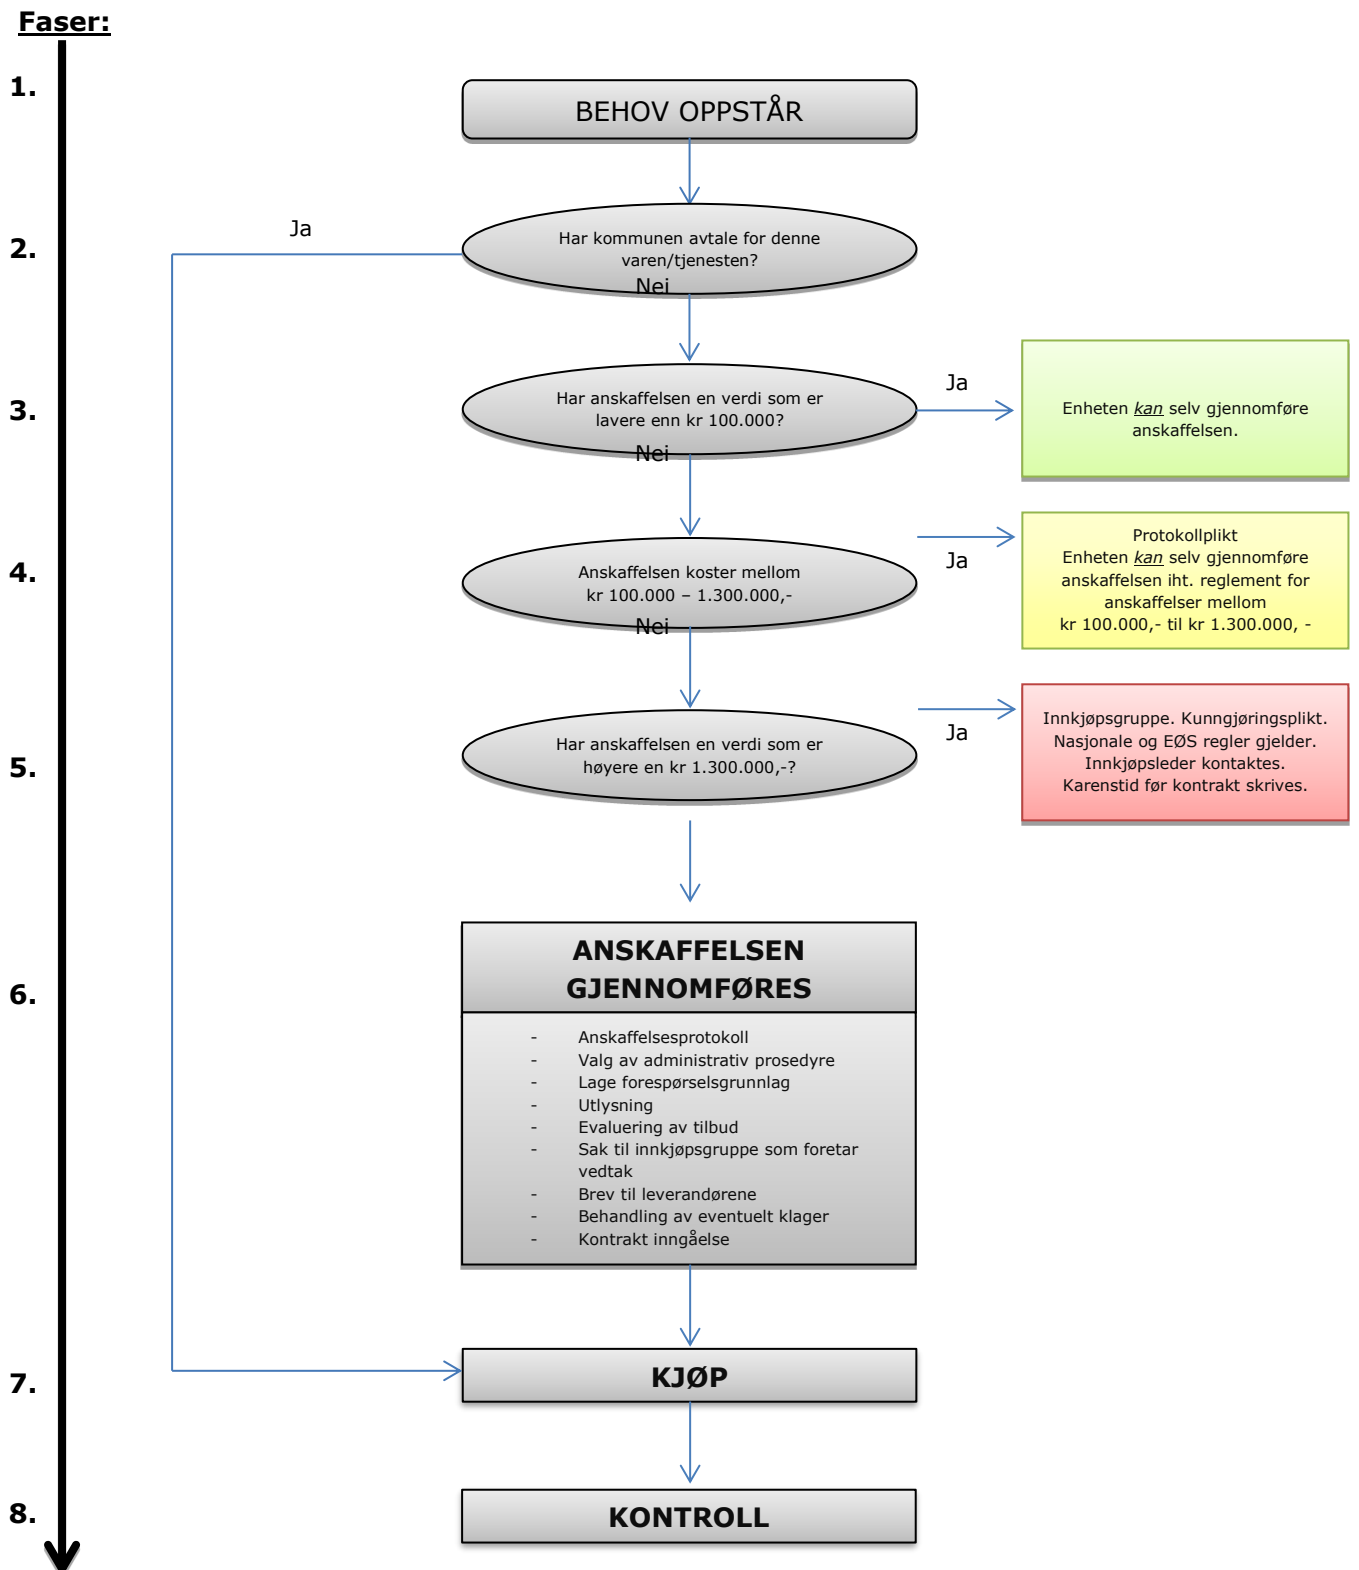 Faser:
1.
BEHOV OPPSTÅR
Ja
2.
Har kommunen avtale for denne
varen/tjenesten?
Nei
3.
Har anskaffelsen en verdi som er
lavere enn kr 100.000?
Nei
Ja
Enheten kan selv gjennomføre
anskaffelsen.
4.
Anskaffelsen koster mellom
kr 100.000 – 1.300.000,-
Nei
Ja
Protokollplikt
Enheten kan selv gjennomføre
anskaffelsen iht. reglement for
anskaffelser mellom
kr 100.000,- til kr 1.300.000, -
5.
Har anskaffelsen en verdi som er
høyere en kr 1.300.000,-?
Ja
Innkjøpsgruppe. Kunngjøringsplikt.
Nasjonale og EØS regler gjelder.
Innkjøpsleder kontaktes.
Karenstid før kontrakt skrives.
6.
ANSKAFFELSEN
GJENNOMFØRES
- Anskaffelsesprotokoll
- Valg av administrativ prosedyre
- Lage forespørselsgrunnlag
- Utlysning
- Evaluering av tilbud
- Sak til innkjøpsgruppe som foretar
vedtak
- Brev til leverandørene
- Behandling av eventuelt klager
- Kontrakt inngåelse
7.
KJØP
8.
KONTROLL